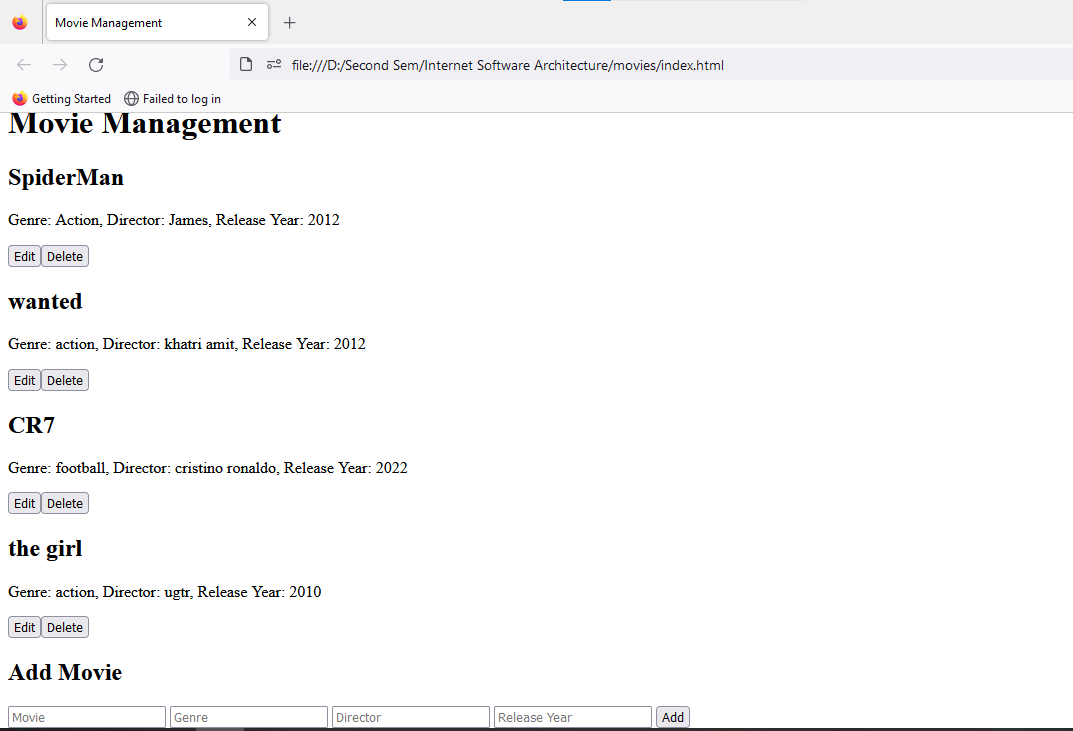 Movie Management
file:///D:/Second Sem/Internet Software Architecture/movies/index.html
Getting Started Failed to log in
Movie Management
SpiderMan
Genre: Action, Director: James, Release Year: 2012
Edit Delete
wanted
Genre: action, Director: khatri amit, Release Year: 2012
Edit Delete
CR7
Genre: football, Director: cristino ronaldo, Release Year: 2022
Edit Delete
the girl
Genre: action, Director: ugtr, Release Year: 2010
Edit Delete
Add Movie
Movie Genre Director Release Year Add